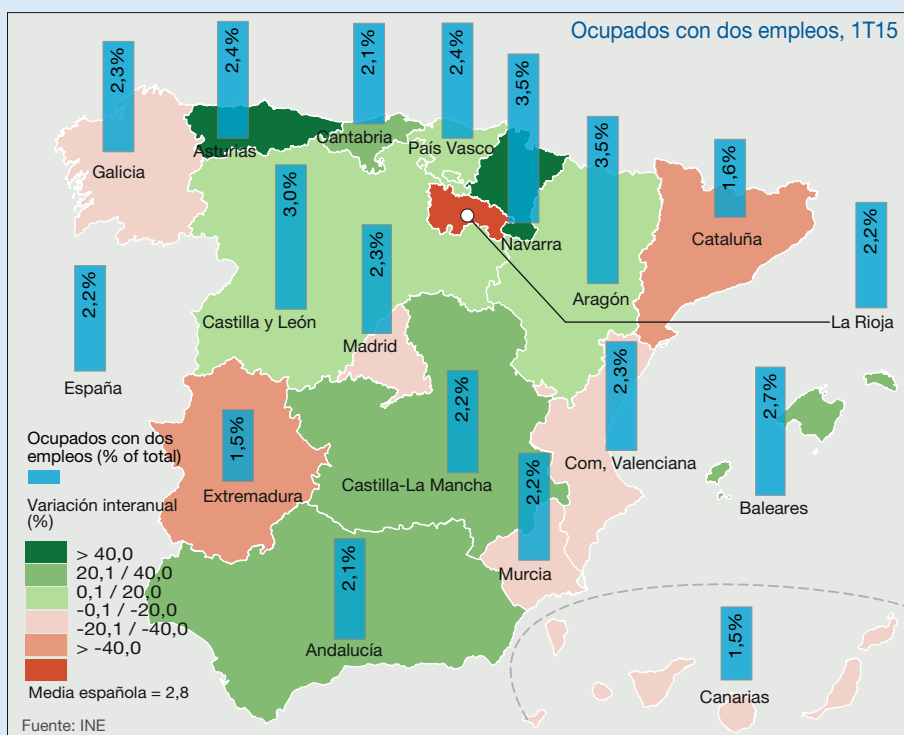 Ocupados con dos empleos, 1T15
2,3%
Galicia
2,4%
Asturias
2,1%
Cantabria
2,4%
País Vasco
3,5%
Navarra
3,5%
Aragón
1,6%
Cataluña
2,2%
La Rioja
3,0%
Castilla y León
2,3%
Madrid
2,2%
España
2,3%
Com, Valenciana
2,7%
Baleares
2,2%
Castilla-La Mancha
1,5%
Extremadura
2,2%
Murcia
2,1%
Andalucía
1,5%
Canarias
Ocupados con dos
empleos (% of total)
Variación interanual
(%)
> 40,0
20,1 / 40,0
0,1 / 20,0
-0,1 / -20,0
-20,1 / -40,0
> -40,0
Media española = 2,8
Fuente: INE